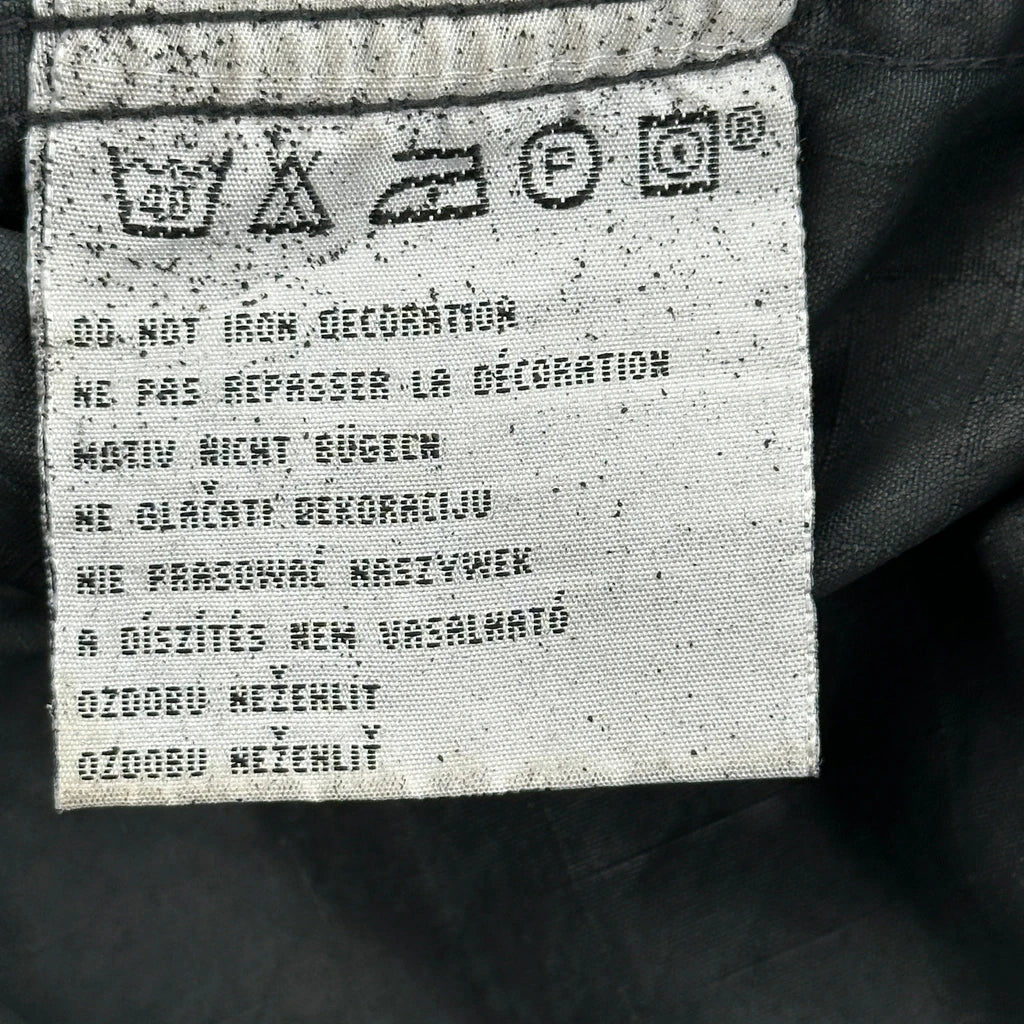 40 P ®
DO NOT IRON DECORATION
NE PAS REPASSER LA DÉCORATION
MOTIV NICHT BÜGELN
NE GLAČATI DEKORACIJU
NIE PRASOWAĆ NASZYWEK
A DÍSZÍTÉS NEM VASALHATÓ
OZDOBU NEŽEHLIT
OZDOBU NEŽEHLIŤ